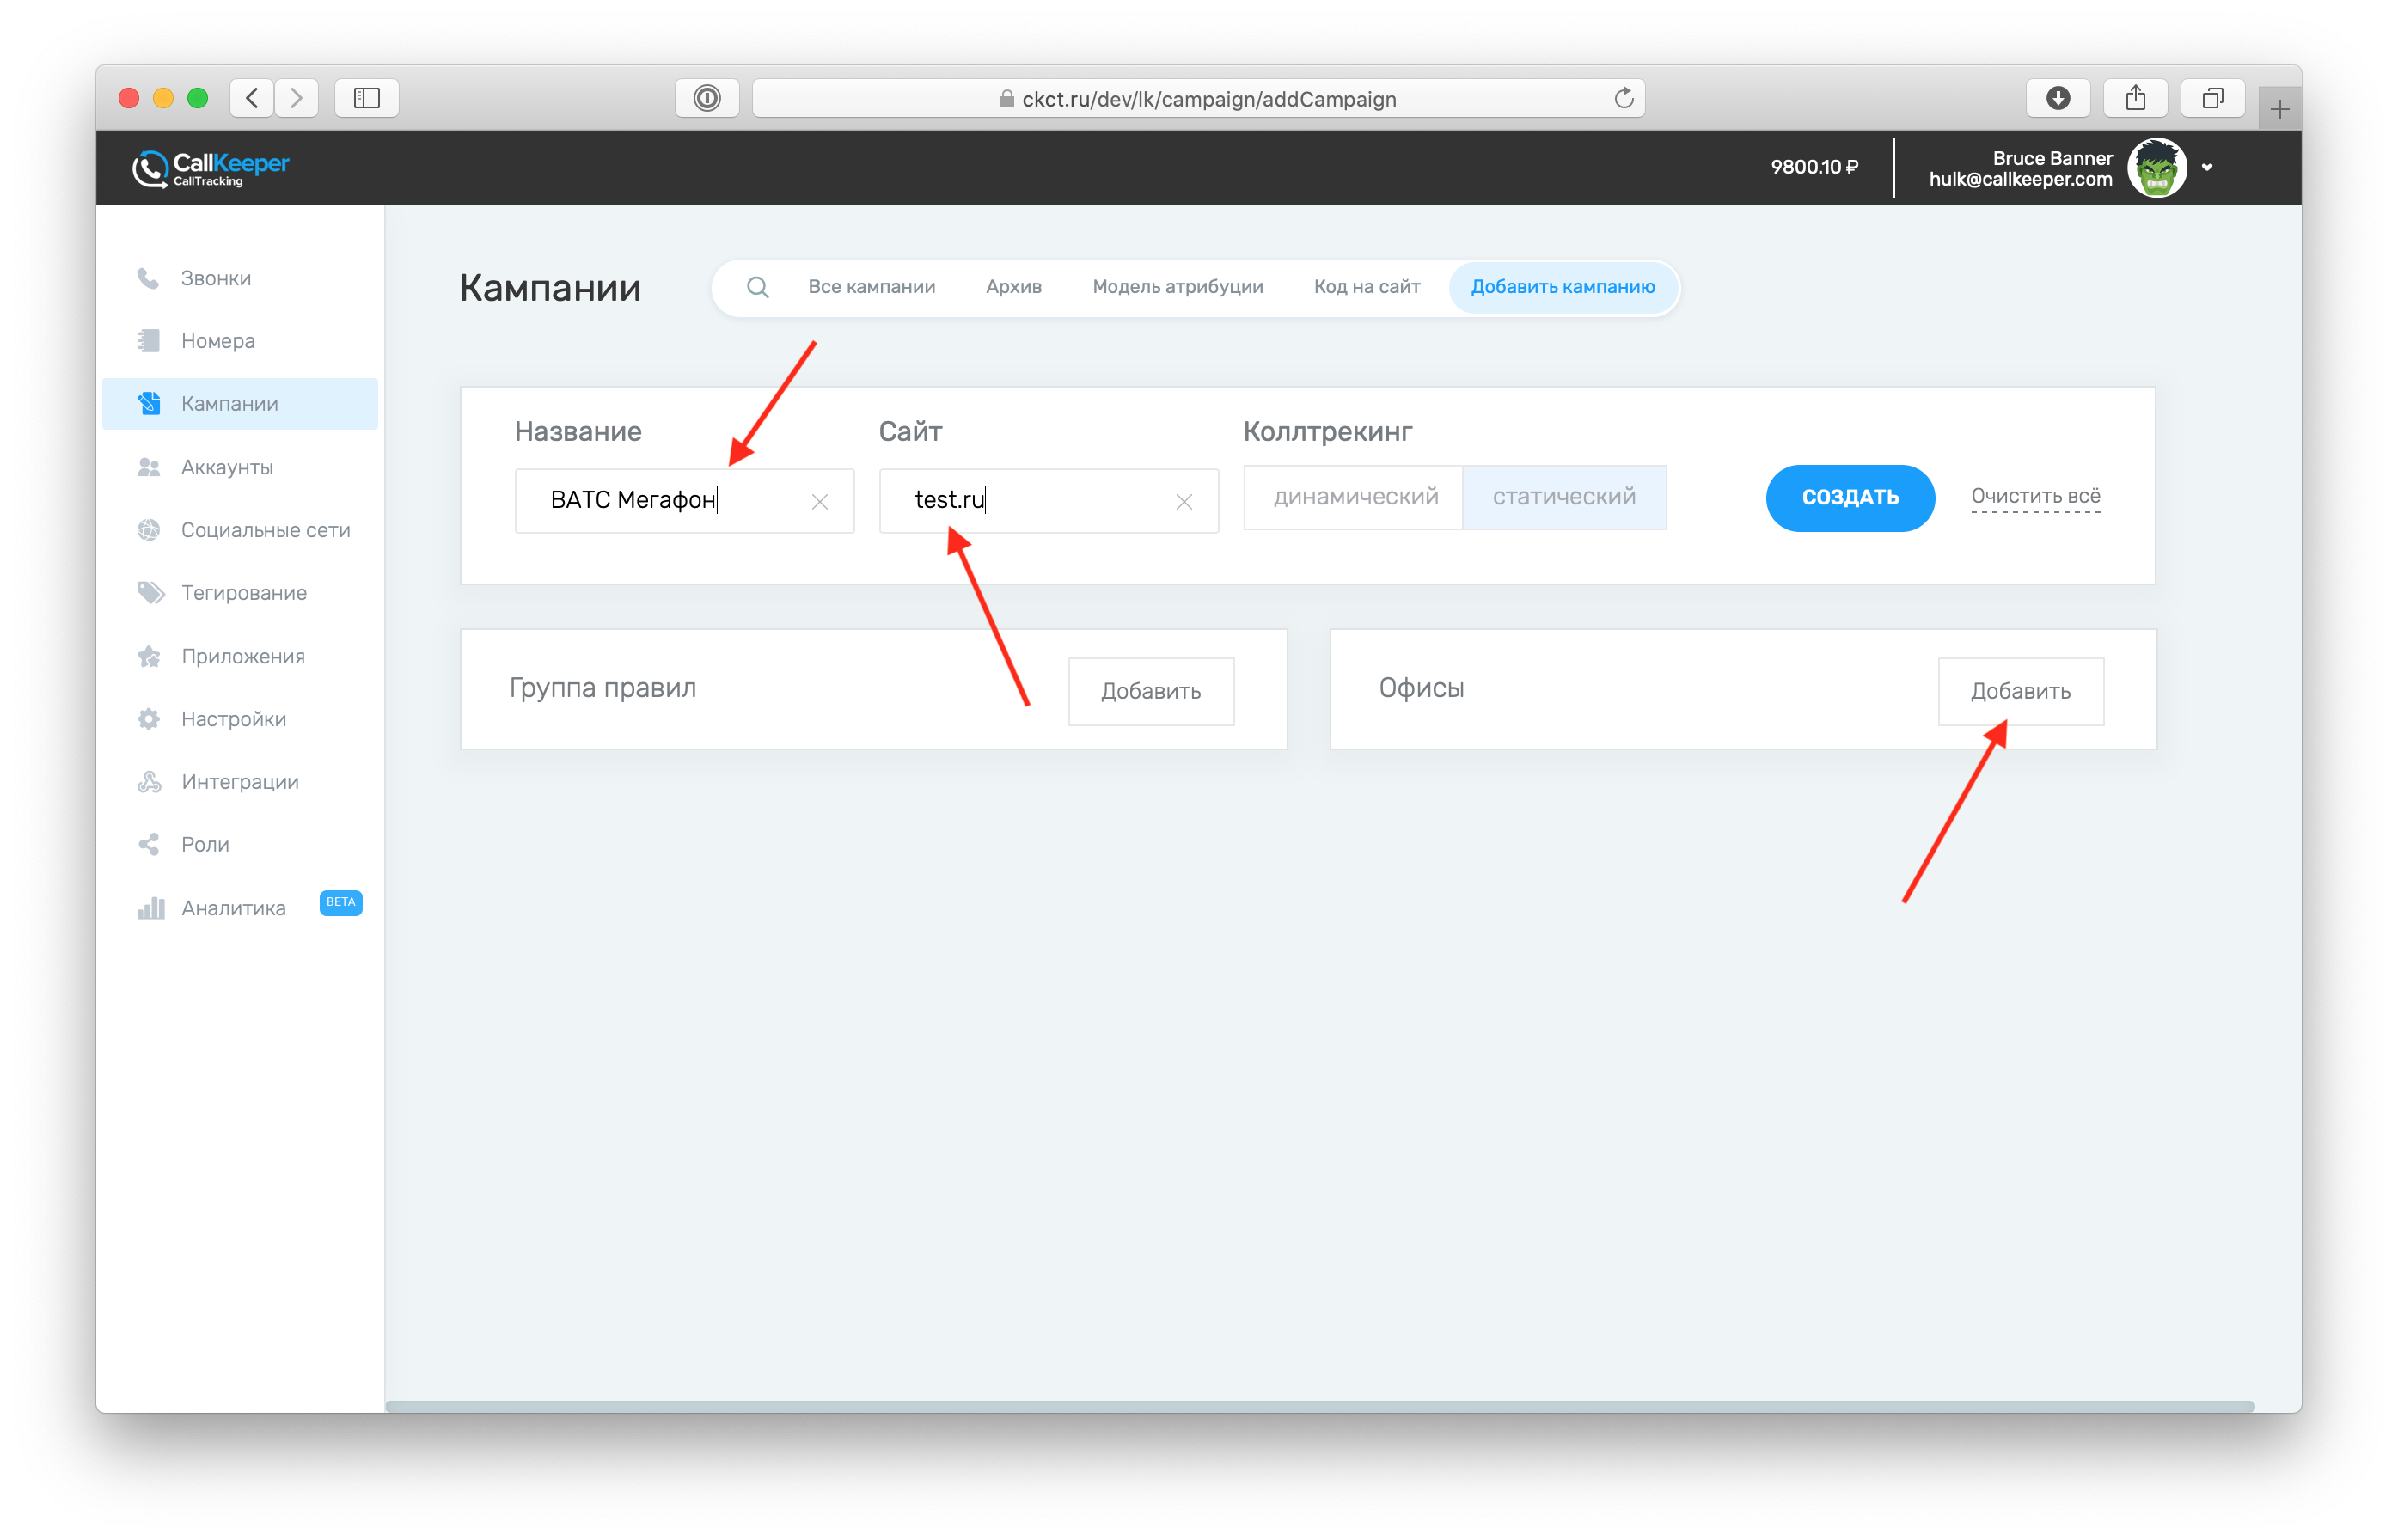 ckct.ru/dev/lk/campaign/addCampaign
CallKeeper
CallTracking
9800.10 ₽
Bruce Banner
hulk@callkeeper.com
Звонки
Номера
Кампании
Аккаунты
Социальные сети
Тегирование
Приложения
Настройки
Интеграции
Роли
Аналитика BETA
Кампании
Все кампании Архив Модель атрибуции Код на сайт Добавить кампанию
Название Сайт Коллтрекинг
ВАТС Мегафон test.ru динамический статический СОЗДАТЬ Очистить всё
Группа правил Добавить Офисы Добавить